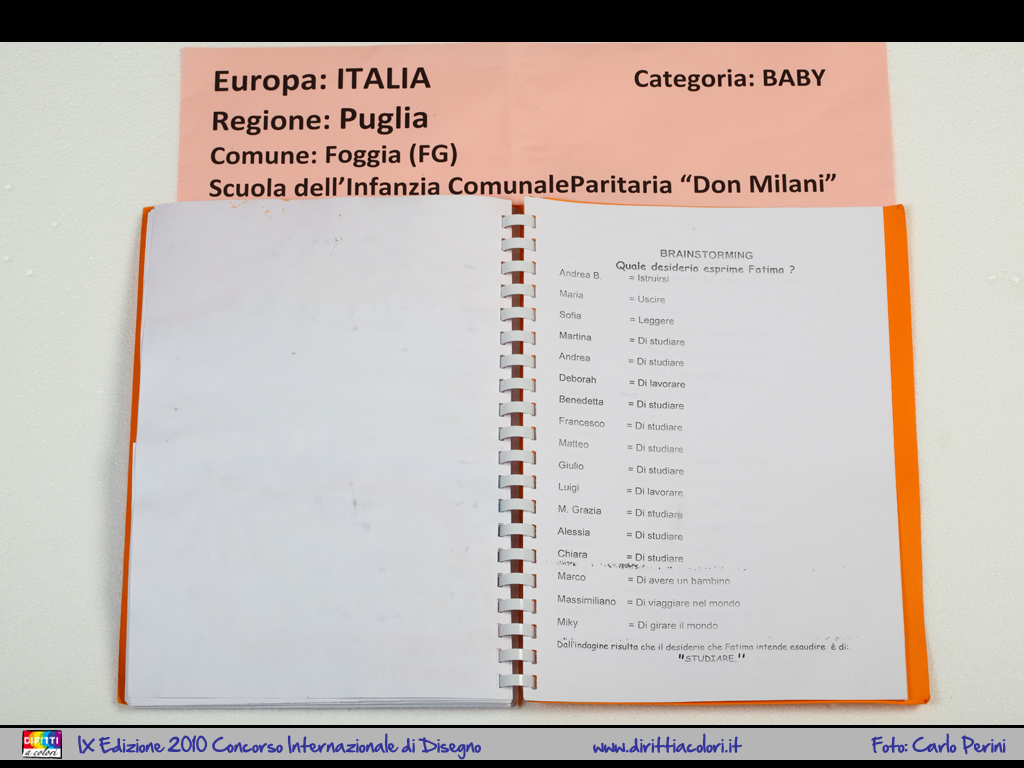 Europa: ITALIA
Categoria: BABY
Regione: Puglia
Comune: Foggia (FG)
Scuola dell’Infanzia ComunaleParitaria “Don Milani”
BRAINSTORMING
Quale desiderio esprime Fatima ?
Andrea B. = Istruirsi
Maria = Uscire
Sofia = Leggere
Martina = Di studiare
Andrea = Di studiare
Deborah = Di lavorare
Benedetta = Di studiare
Francesco = Di studiare
Matteo = Di studiare
Giulio = Di studiare
Luigi = Di lavorare
M. Grazia = Di studiare
Alessia = Di studiare
Chiara = Di studiare
Marco = Di avere un bambino
Massimiliano = Di viaggiare nel mondo
Miky = Di girare il mondo
Dall'indagine risulta che il desiderio che Fatima intende esaudire è di:
"STUDIARE."
DIRITTI a colori
IX Edizione 2010 Concorso Internazionale di Disegno
www.dirittiacolori.it
Foto: Carlo Perini